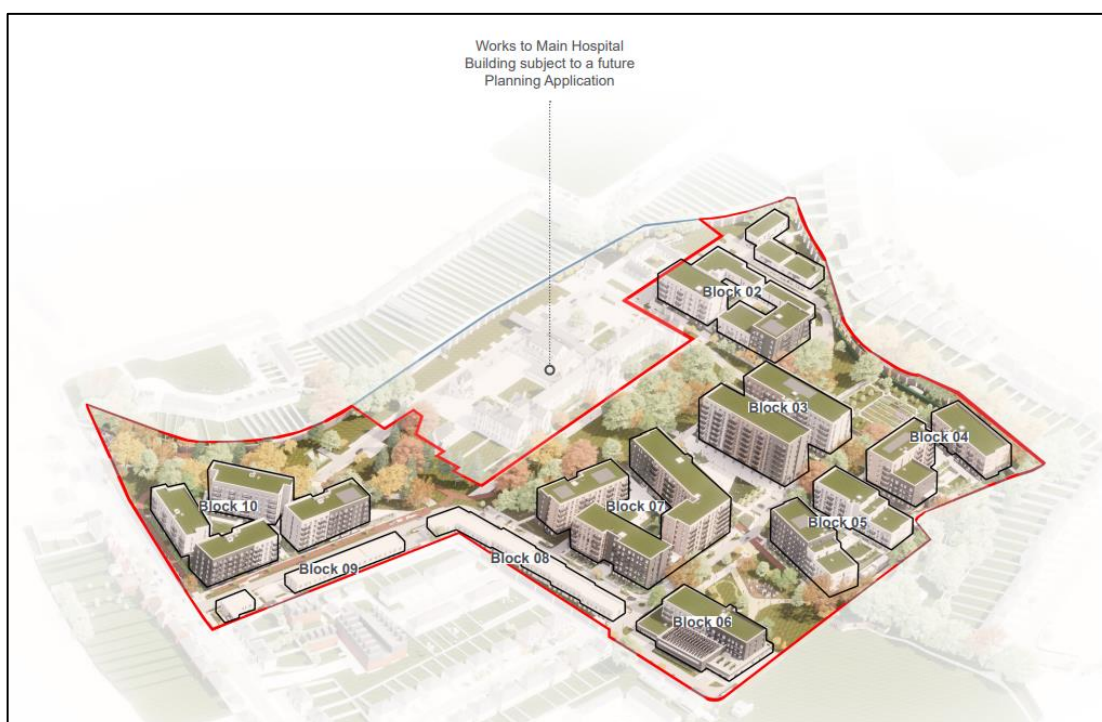 Works to Main Hospital
Building subject to a future
Planning Application
Block 02
Block 03
Block 04
Block 05
Block 07
Block 10
Block 08
Block 09
Block 06